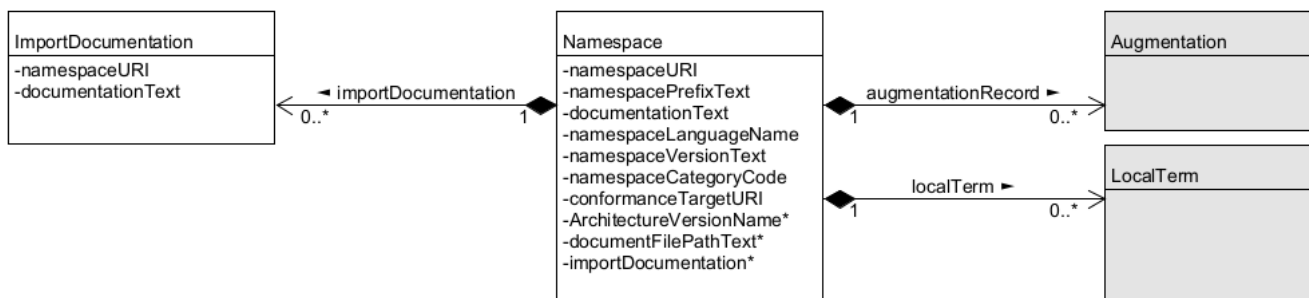 ImportDocumentation
-namespaceURI
-documentationText
◄ importDocumentation
0..*
1
Namespace
-namespaceURI
-namespacePrefixText
-documentationText
-namespaceLanguageName
-namespaceVersionText
-namespaceCategoryCode
-conformanceTargetURI
-ArchitectureVersionName*
-documentFilePathText*
-importDocumentation*
augmentationRecord ►
1
0..*
Augmentation
localTerm ►
1
0..*
LocalTerm